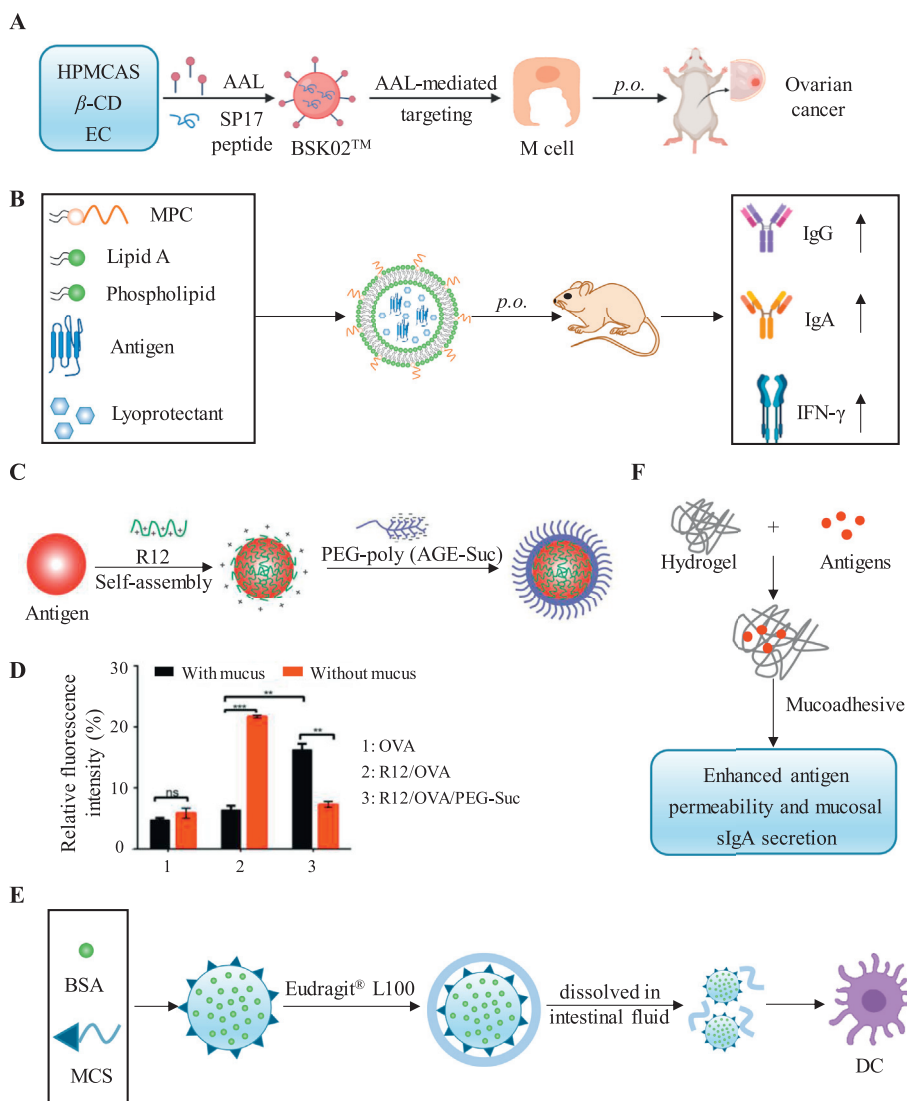 A
HPMCAS
β-CD
EC
AAL
SP17
peptide
BSK02™
AAL-mediated
targeting
M cell
p.o.
Ovarian
cancer
B
MPC
Lipid A
Phospholipid
Antigen
Lyoprotectant
p.o.
IgG
IgA
IFN-γ
C
Antigen
R12
Self-assembly
PEG-poly (AGE-Suc)
F
Hydrogel
+
Antigens
Mucoadhesive
Enhanced antigen
permeability and mucosal
sIgA secretion
D
Relative fluorescence
intensity (%)
30
20
10
0
With mucus
Without mucus
ns
***
**
**
1
2
3
1: OVA
2: R12/OVA
3: R12/OVA/PEG-Suc
E
BSA
MCS
Eudragit® L100
dissolved in
intestinal fluid
DC